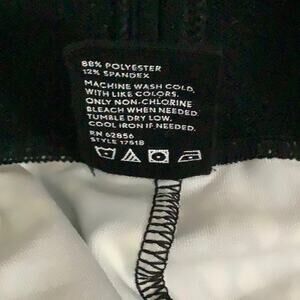 88% POLYESTER
12% SPANDEX
MACHINE WASH COLD,
WITH LIKE COLORS.
ONLY NON-CHLORINE
BLEACH WHEN NEEDED.
TUMBLE DRY LOW.
COOL IRON IF NEEDED.
RN 62856
STYLE 17518